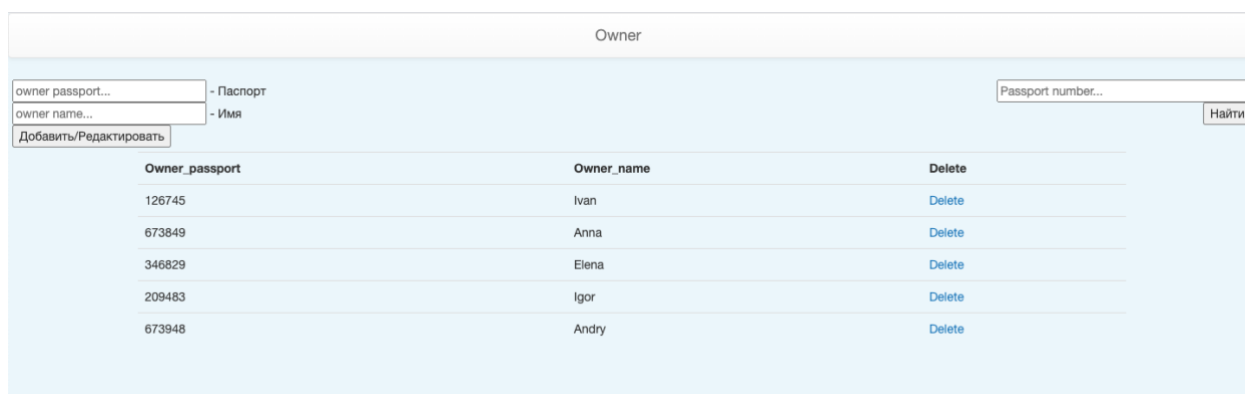 Owner
owner passport... - Паспорт Passport number...
owner name... - Имя Найти
Добавить/Редактировать
Owner_passport Owner_name Delete
126745 Ivan Delete
673849 Anna Delete
346829 Elena Delete
209483 Igor Delete
673948 Andry Delete